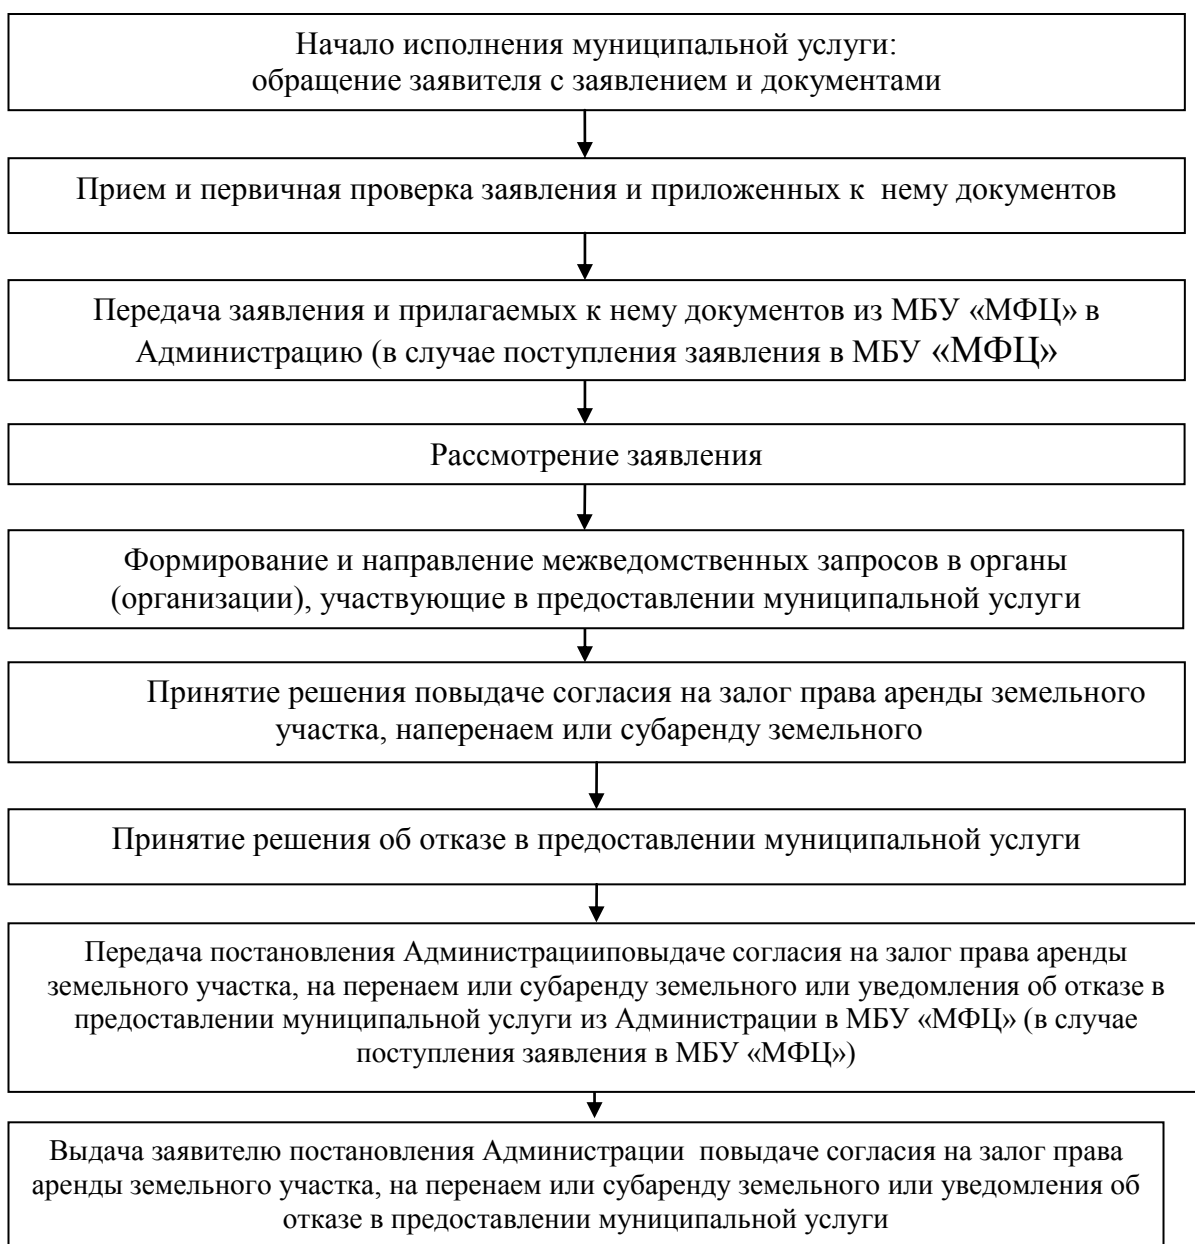 Начало исполнения муниципальной услуги:
обращение заявителя с заявлением и документами
Прием и первичная проверка заявления и приложенных к нему документов
Передача заявления и прилагаемых к нему документов из МБУ «МФЦ» в
Администрацию (в случае поступления заявления в МБУ «МФЦ»
Рассмотрение заявления
Формирование и направление межведомственных запросов в органы
(организации), участвующие в предоставлении муниципальной услуги
Принятие решения повыдаче согласия на залог права аренды земельного
участка, наперенаем или субаренду земельного
Принятие решения об отказе в предоставлении муниципальной услуги
Передача постановления Администрацииповыдаче согласия на залог права аренды
земельного участка, на перенаем или субаренду земельного или уведомления об отказе в
предоставлении муниципальной услуги из Администрации в МБУ «МФЦ» (в случае
поступления заявления в МБУ «МФЦ»)
Выдача заявителю постановления Администрации повыдаче согласия на залог права
аренды земельного участка, на перенаем или субаренду земельного или уведомления об
отказе в предоставлении муниципальной услуги